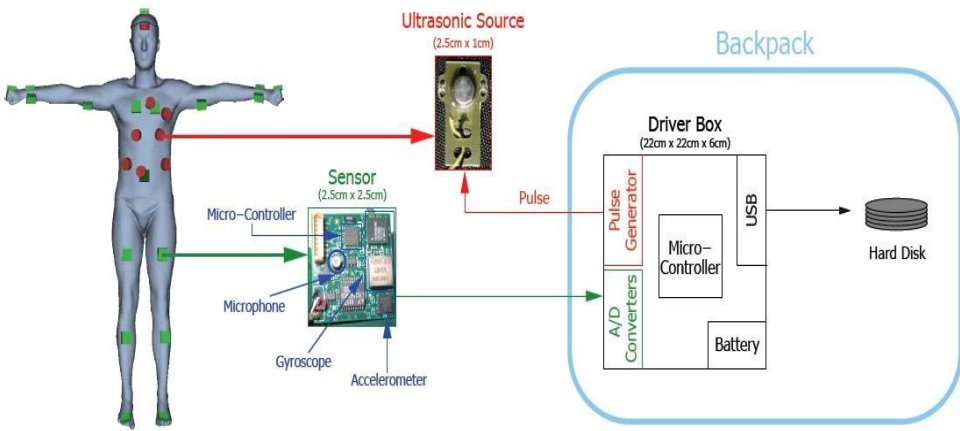 Ultrasonic Source
(2.5cm x 1cm)
Backpack
Driver Box
(22cm x 22cm x 6cm)
Sensor
(2.5cm x 2.5cm)
Pulse
Pulse
Generator
USB
Micro-Controller
Micro-
Controller
Hard Disk
Microphone
A/D
Converters
Gyroscope
Battery
Accelerometer